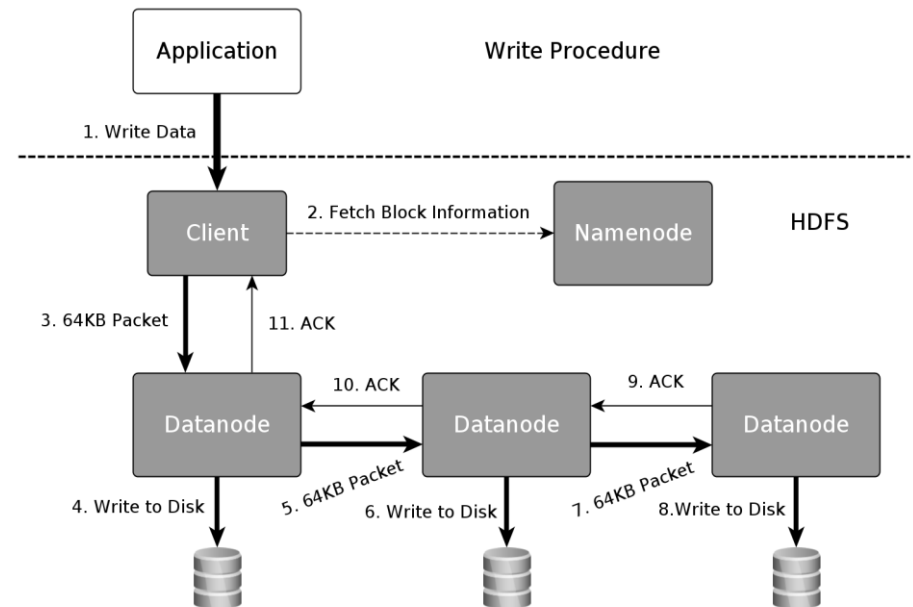 Application
Write Procedure
1. Write Data
Client
2. Fetch Block Information
Namenode
HDFS
3. 64KB Packet
11. ACK
Datanode
10. ACK
Datanode
9. ACK
Datanode
4. Write to Disk
5. 64KB Packet
6. Write to Disk
7. 64KB Packet
8.Write to Disk